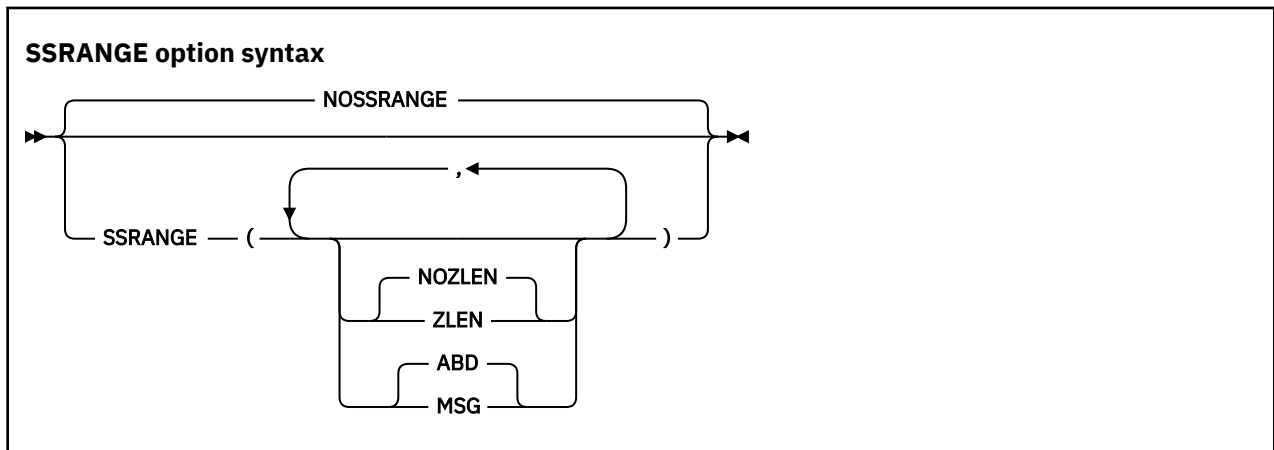 SSRANGE option syntax
NOSSRANGE
,
SSRANGE ( )
NOZLEN
ZLEN
ABD
MSG